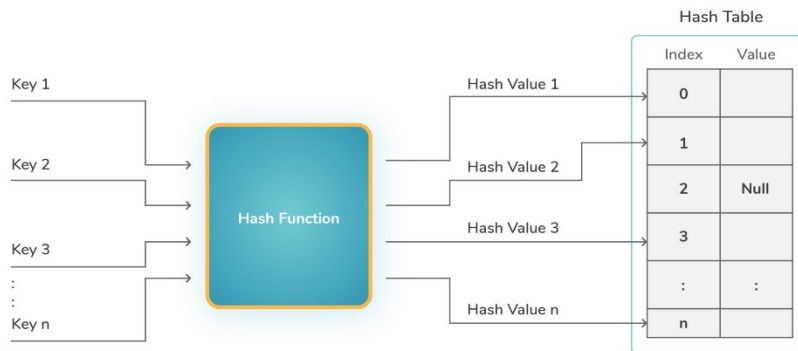 Hash Table
Index Value
Key 1
Hash Value 1
0
1
Key 2
Hash Value 2
2 Null
Hash Function
Hash Value 3
3
Key 3
:
:
: :
Hash Value n
Key n
n